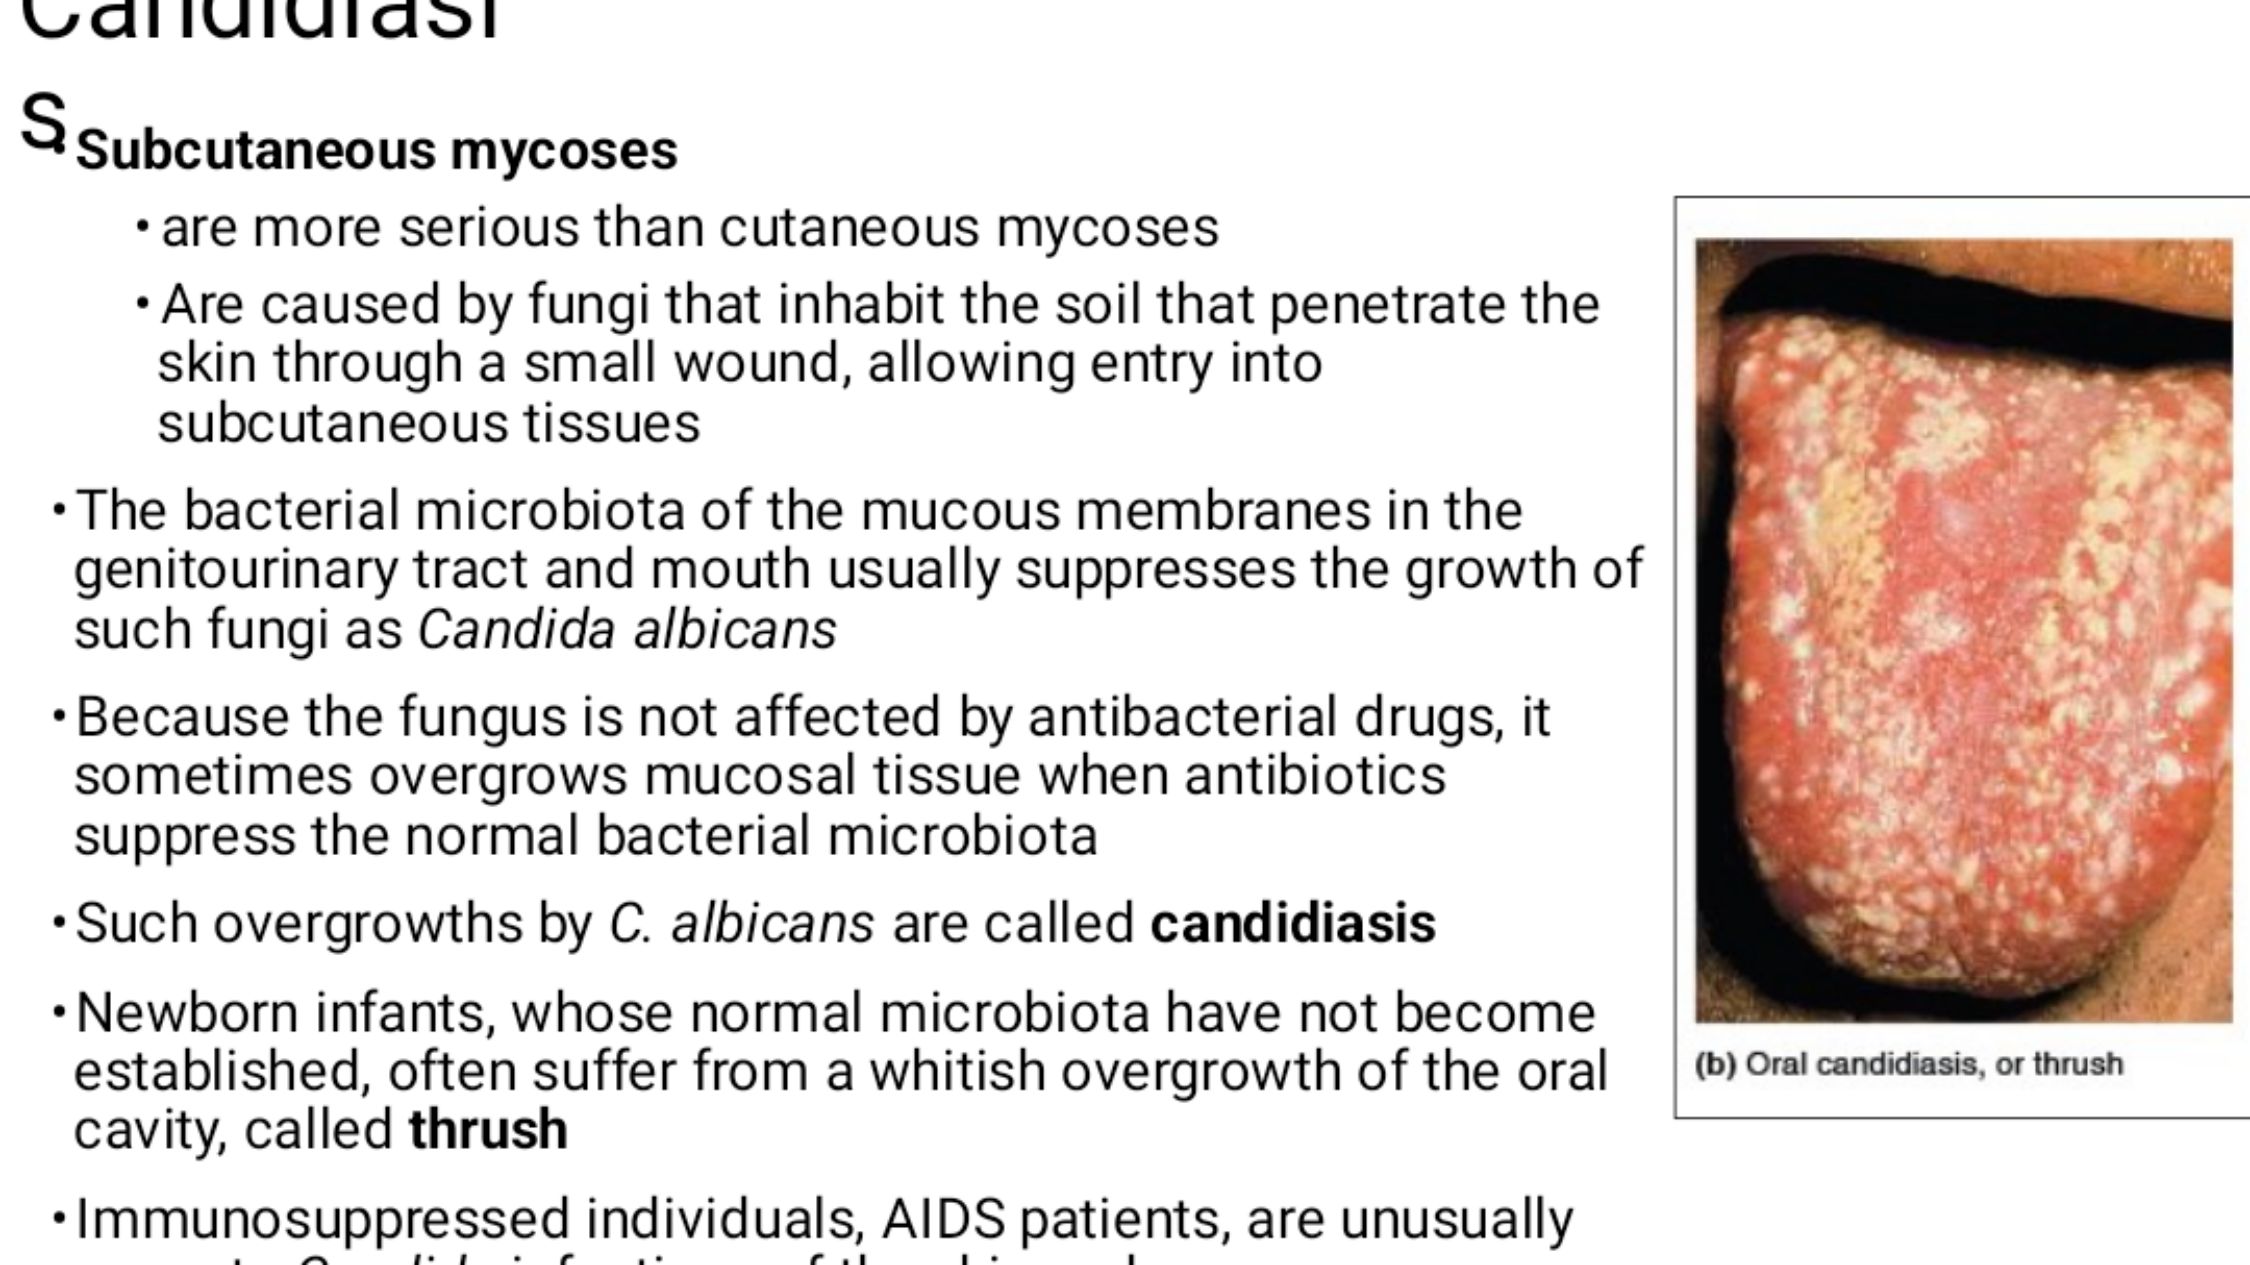 Candidiasi
s
• Subcutaneous mycoses
• are more serious than cutaneous mycoses
• Are caused by fungi that inhabit the soil that penetrate the
skin through a small wound, allowing entry into
subcutaneous tissues
• The bacterial microbiota of the mucous membranes in the
genitourinary tract and mouth usually suppresses the growth of
such fungi as Candida albicans
• Because the fungus is not affected by antibacterial drugs, it
sometimes overgrows mucosal tissue when antibiotics
suppress the normal bacterial microbiota
• Such overgrowths by C. albicans are called candidiasis
• Newborn infants, whose normal microbiota have not become
established, often suffer from a whitish overgrowth of the oral
cavity, called thrush
• Immunosuppressed individuals, AIDS patients, are unusually
(b) Oral candidiasis, or thrush